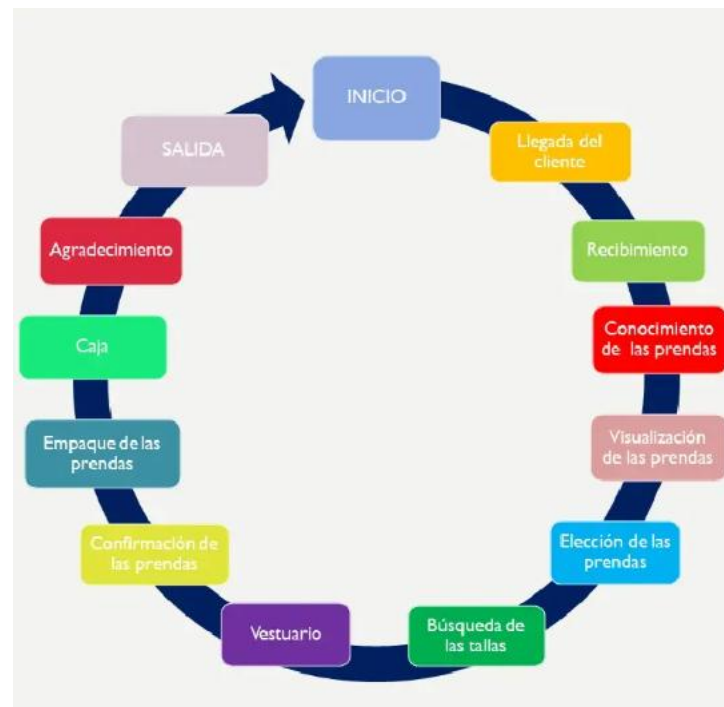 INICIO
Llegada del
cliente
Recibimiento
Conocimiento
de las prendas
Visualización
de las prendas
Elección de las
prendas
Búsqueda de
las tallas
Vestuario
Confirmación de
las prendas
Empaque de las
prendas
Caja
Agradecimiento
SALIDA